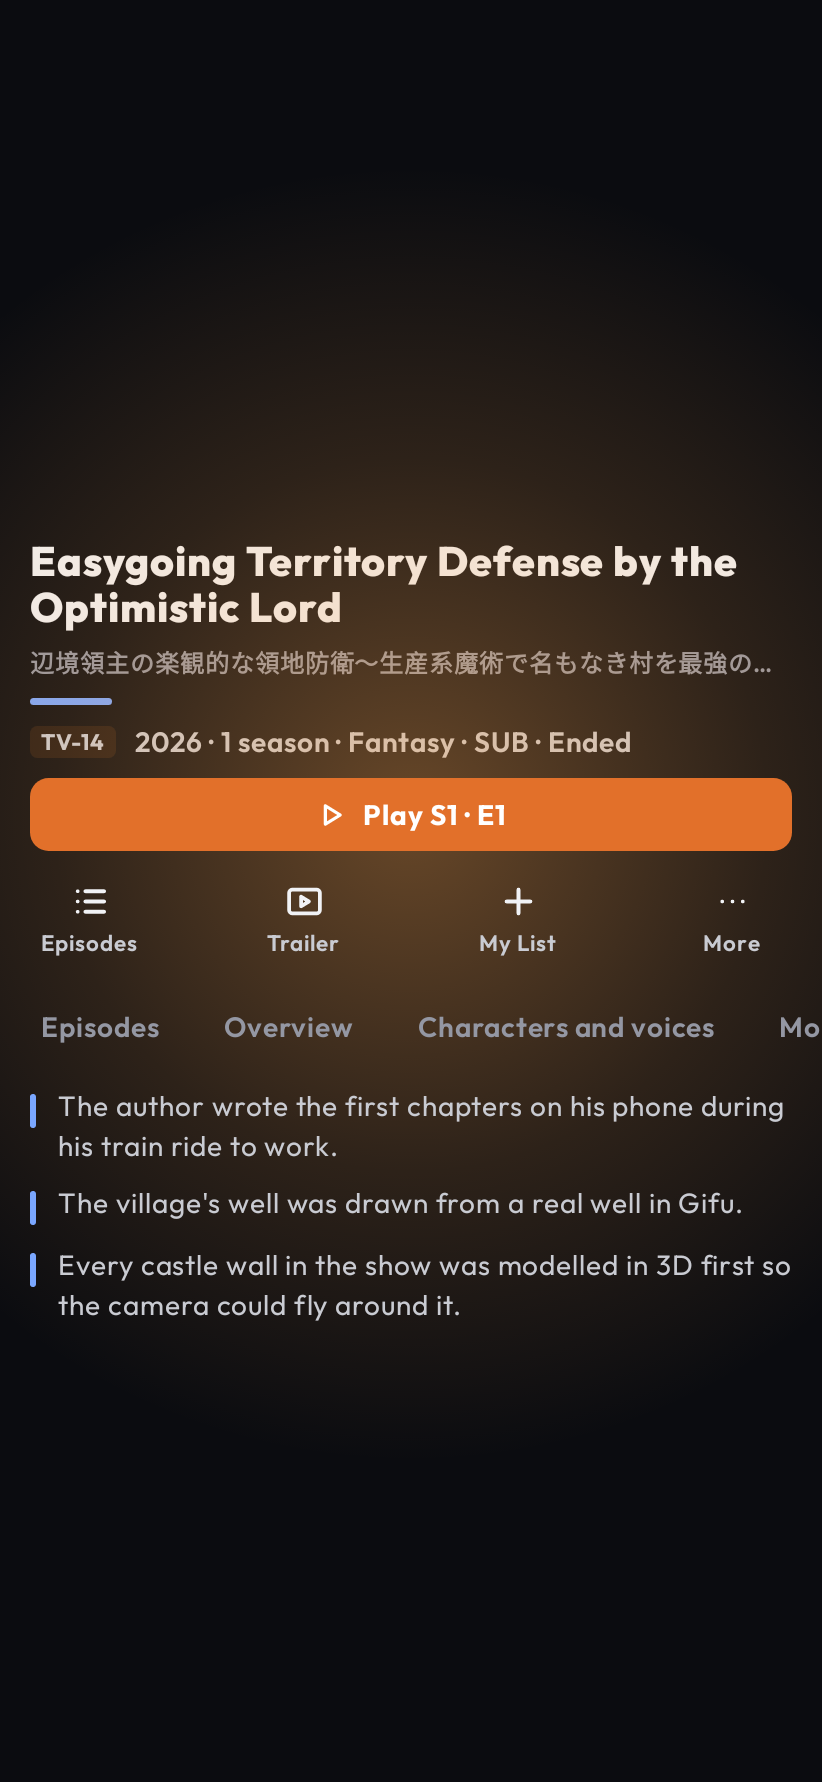 Easygoing Territory Defense by the
Optimistic Lord
辺境領主の楽観的な領地防衛〜生産系魔術で名もなき村を最強の…
TV-14 2026 · 1 season · Fantasy · SUB · Ended
Play S1 · E1
Episodes Trailer My List More
Episodes Overview Characters and voices Mo
The author wrote the first chapters on his phone during
his train ride to work.
The village's well was drawn from a real well in Gifu.
Every castle wall in the show was modelled in 3D first so
the camera could fly around it.